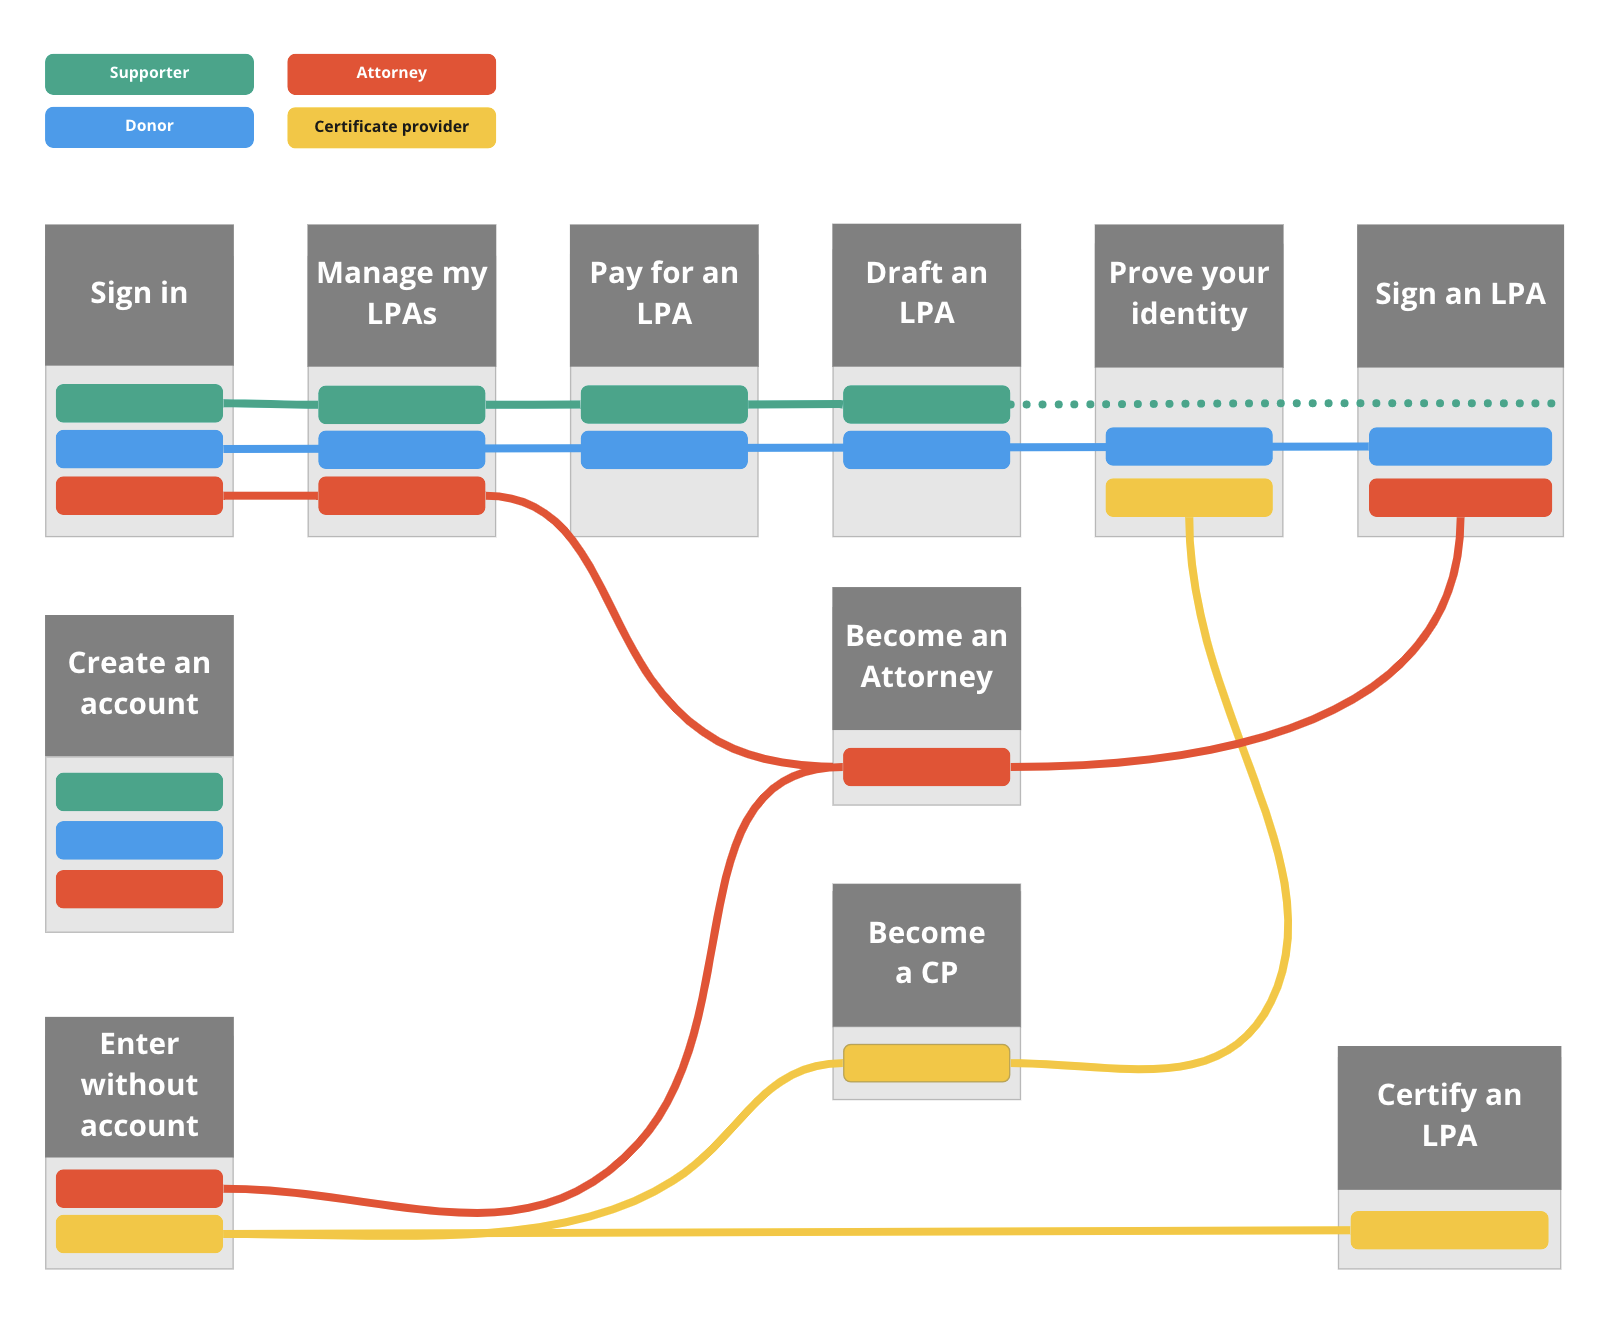 Supporter
Attorney
Donor
Certificate provider
Sign in
Manage my
LPAs
Pay for an
LPA
Draft an
LPA
Prove your
identity
Sign an LPA
Become an
Attorney
Create an
account
Become
a CP
Enter
without
account
Certify an
LPA